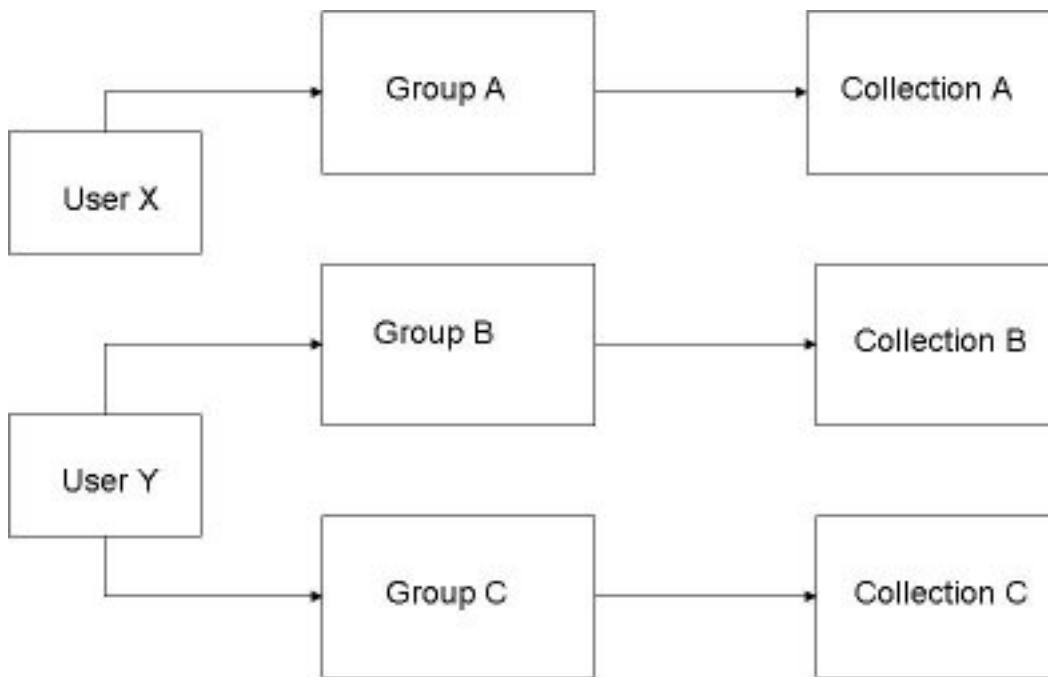 Group A
Collection A
User X
Group B
Collection B
User Y
Group C
Collection C